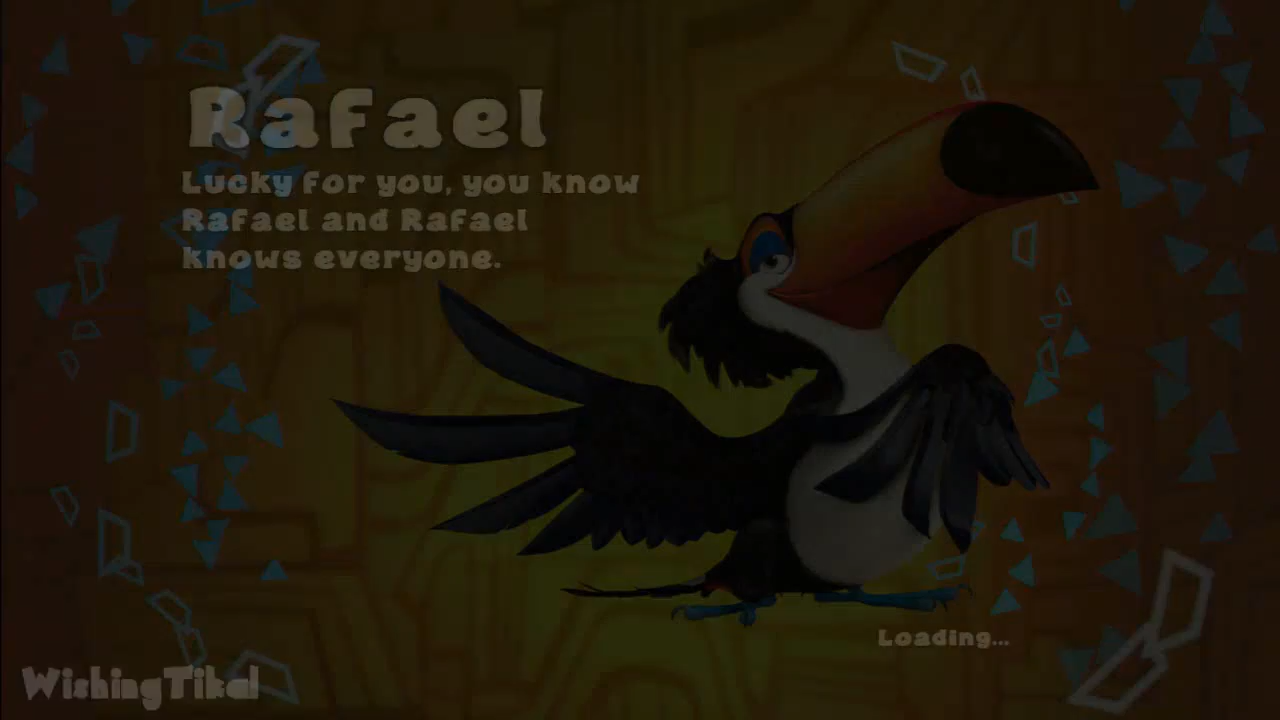 Rafael
Lucky for you, you know
Rafael and Rafael
knows everyone.
Loading...
WishingTikal